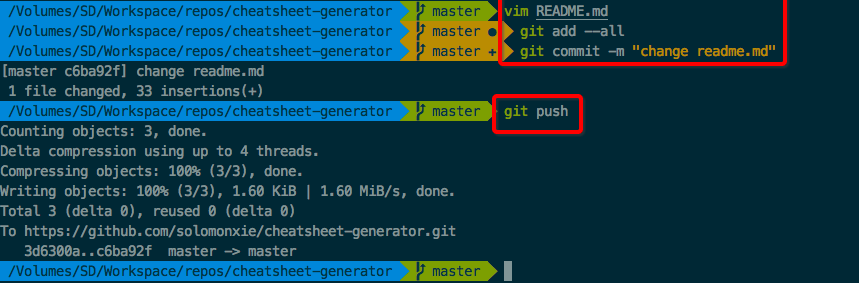 /Volumes/SD/Workspace/repos/cheatsheet-generator master vim README.md
/Volumes/SD/Workspace/repos/cheatsheet-generator master ● git add --all
/Volumes/SD/Workspace/repos/cheatsheet-generator master + git commit -m "change readme.md"
[master c6ba92f] change readme.md
1 file changed, 33 insertions(+)
/Volumes/SD/Workspace/repos/cheatsheet-generator master git push
Counting objects: 3, done.
Delta compression using up to 4 threads.
Compressing objects: 100% (3/3), done.
Writing objects: 100% (3/3), 1.60 KiB | 1.60 MiB/s, done.
Total 3 (delta 0), reused 0 (delta 0)
To https://github.com/solomonxie/cheatsheet-generator.git
3d6300a..c6ba92f master -> master
/Volumes/SD/Workspace/repos/cheatsheet-generator master